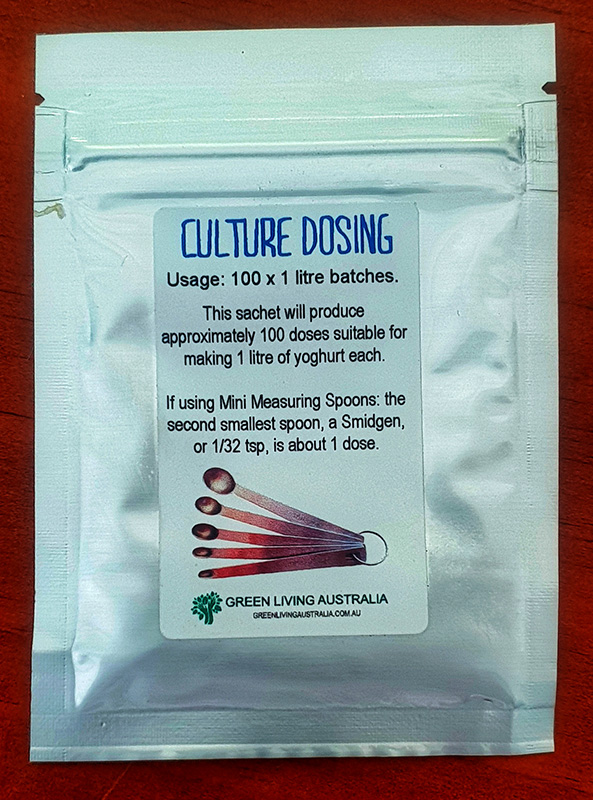 CULTURE DOSING
Usage: 100 x 1 litre batches.
This sachet will produce
approximately 100 doses suitable for
making 1 litre of yoghurt each.
If using Mini Measuring Spoons: the
second smallest spoon, a Smidgen,
or 1/32 tsp, is about 1 dose.
GREEN LIVING AUSTRALIA
GREENLIVINGAUSTRALIA.COM.AU